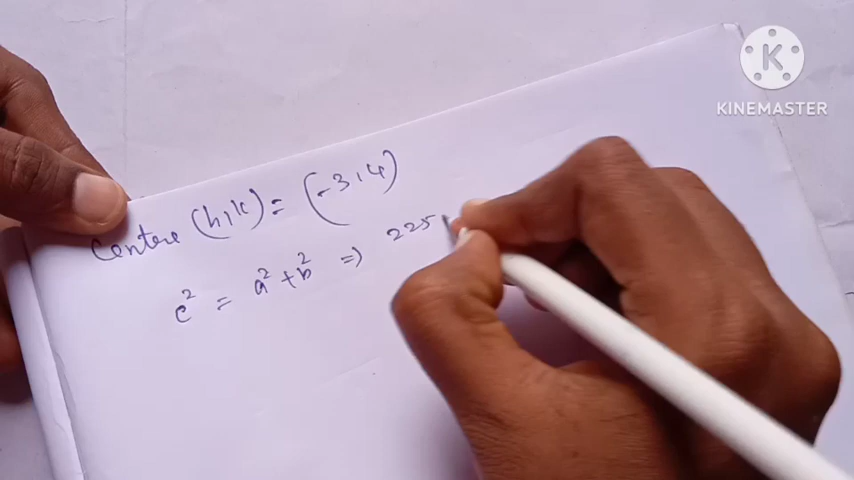 Centre (h,k) = (-3,4)
c² = a² + b² => 225
K
KINEMASTER